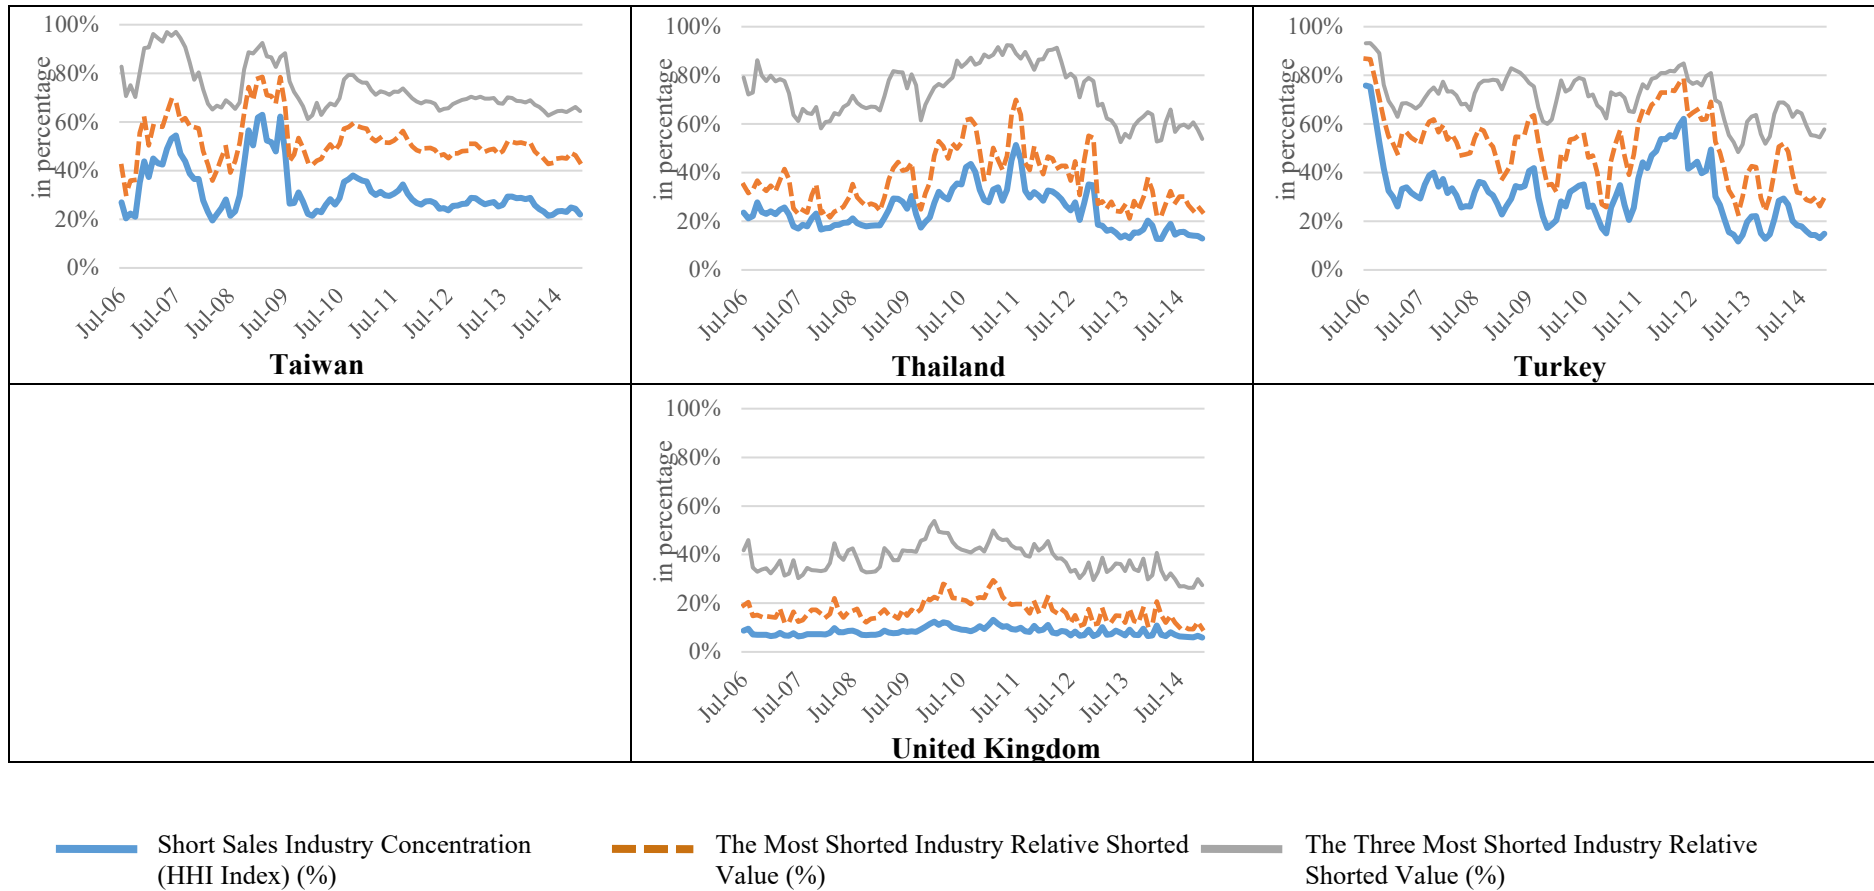 100%
80%
60%
40%
20%
0%
in percentage
Jul-06
Jul-07
Jul-08
Jul-09
Jul-10
Jul-11
Jul-12
Jul-13
Jul-14
Taiwan
100%
80%
60%
40%
20%
0%
in percentage
Jul-06
Jul-07
Jul-08
Jul-09
Jul-10
Jul-11
Jul-12
Jul-13
Jul-14
Thailand
100%
80%
60%
40%
20%
0%
in percentage
Jul-06
Jul-07
Jul-08
Jul-09
Jul-10
Jul-11
Jul-12
Jul-13
Jul-14
Turkey
100%
80%
60%
40%
20%
0%
in percentage
Jul-06
Jul-07
Jul-08
Jul-09
Jul-10
Jul-11
Jul-12
Jul-13
Jul-14
United Kingdom
Short Sales Industry Concentration
(HHI Index) (%)
The Most Shorted Industry Relative Shorted
Value (%)
The Three Most Shorted Industry Relative
Shorted Value (%)